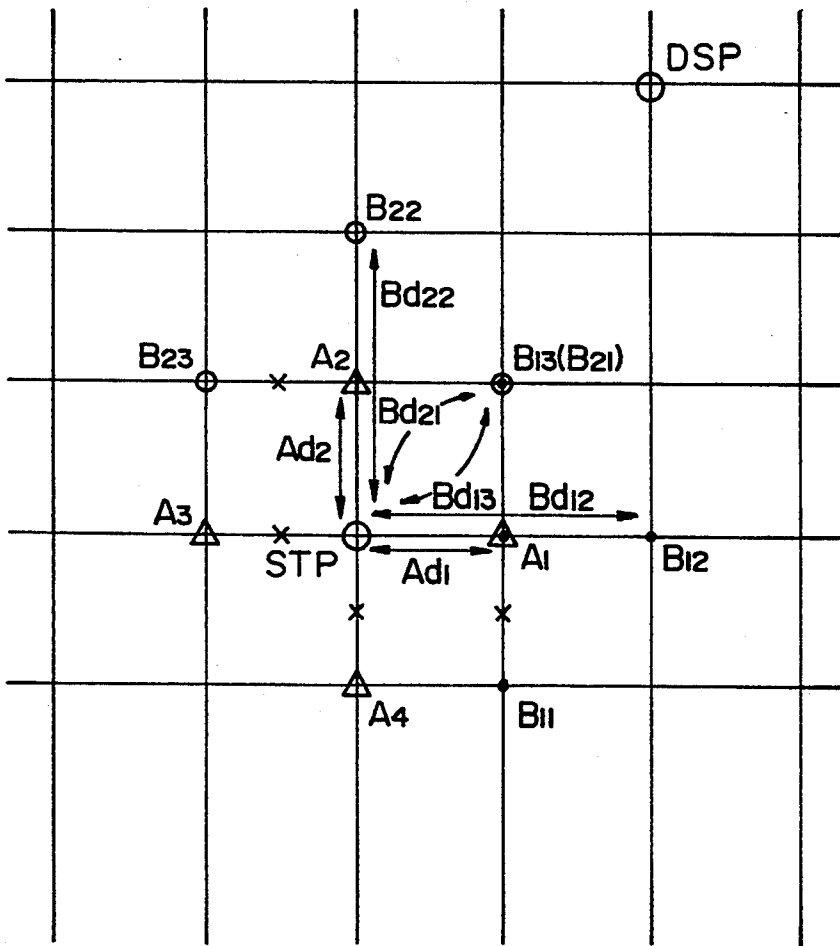 DSP
B22
Bd22
B23 A2 B13(B21)
Bd21
Ad2
Bd13 Bd12
A3
STP Ad1 A1 B12
A4 B11